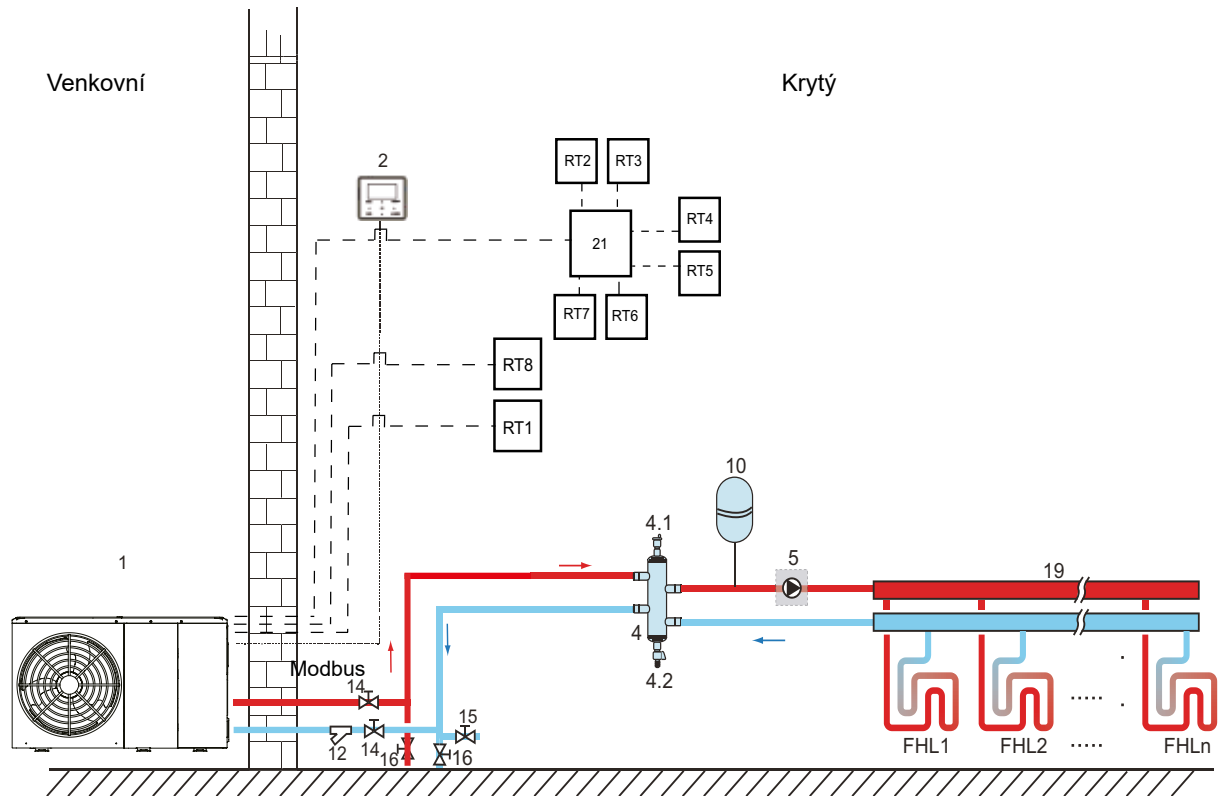 Venkovní
Krytý
2
RT2
RT3
RT4
21
RT5
RT7
RT6
RT8
RT1
10
4.1
1
5
19
4
4.2
Modbus
14
15
12
14
16
16
.....
FHL1
FHL2
.....
FHLn